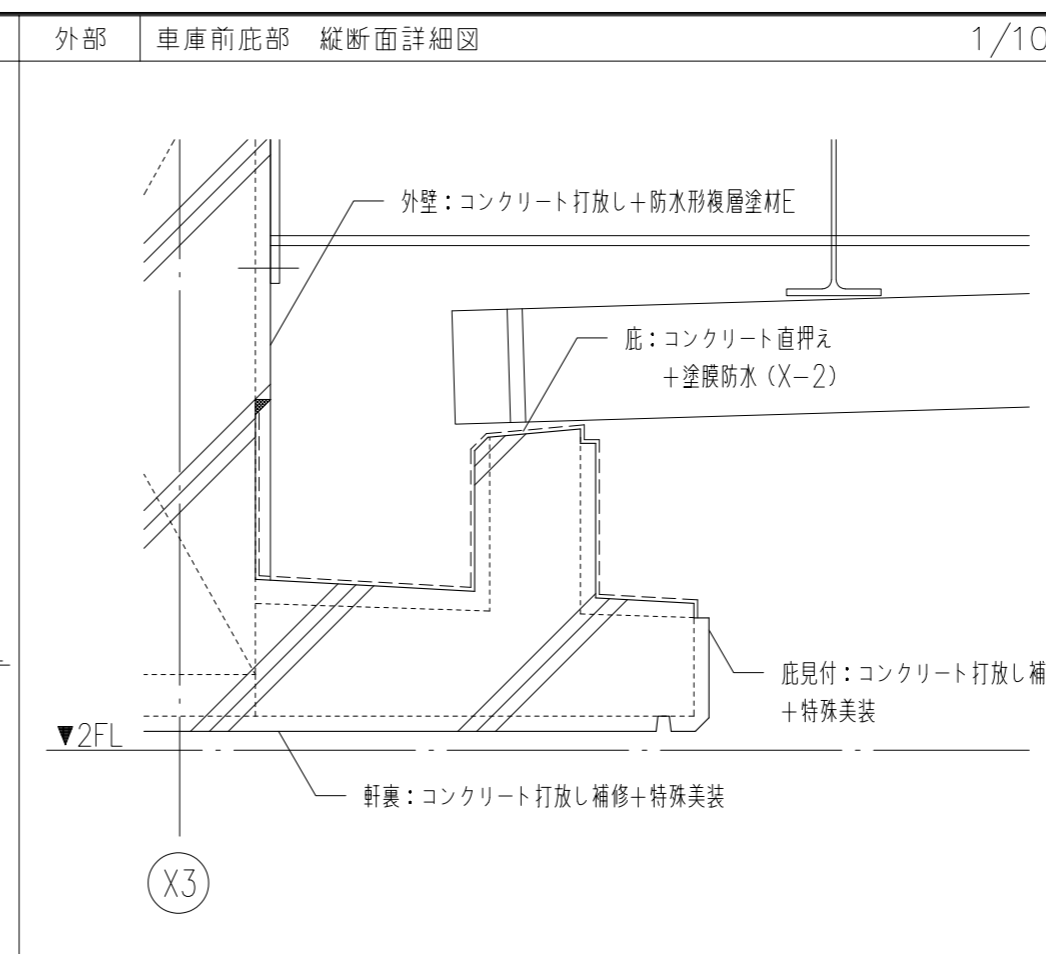 外部
車庫前庇部 縦断面詳細図
1/10
外壁：コンクリート打放し＋防水形複層塗材E
庇：コンクリート直押え
＋塗膜防水（X－2）
庇見付：コンクリート打放し補
＋特殊美装
▼2FL
軒裏：コンクリート打放し補修＋特殊美装
X3